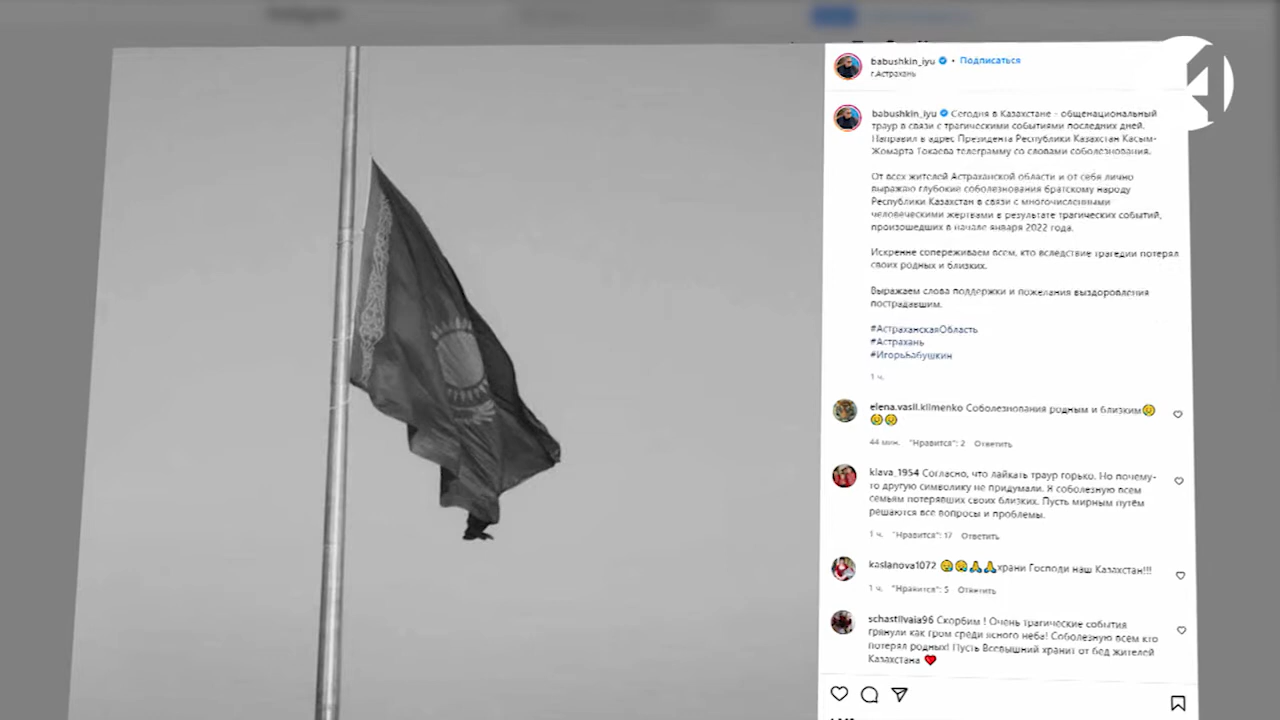 babushkin_iyu • Подписаться
г.Астрахань
babushkin_iyu Сегодня в Казахстане - общенациональный
траур в связи с трагическими событиями последних дней.
Направил в адрес Президента Республики Казахстан Касым-
Жомарта Токаева телеграмму со словами соболезнования.
От всех жителей Астраханской области и от себя лично
выражаю глубокие соболезнования братскому народу
Республики Казахстан в связи с многочисленными
человеческими жертвами в результате трагических событий,
произошедших в начале января 2022 года.
Искренне сопереживаем всем, кто вследствие трагедии потерял
своих родных и близких.
Выражаем слова поддержки и пожелания выздоровления
пострадавшим.
#АстраханскаяОбласть
#Астрахань
#ИгорьБабушкин
1 ч.
elena.vasil.klimenko Соболезнования родным и близким😢
😢😢
44 мин. "Нравится": 2 Ответить
klava_1954 Согласно, что лайкать траур горько. Но почему-
то другую символику не придумали. Я соболезную всем
семьям потерявших своих близких. Пусть мирным путём
решаются все вопросы и проблемы.
1 ч. "Нравится": 17 Ответить
kaslanova1072 😢😢🙏🙏храни Господи наш Казахстан!!!
1 ч. "Нравится": 5 Ответить
schastlivaia96 Скорбим ! Очень трагические события
грянули как гром среди ясного неба! Соболезную всем кто
потерял родных! Пусть Всевышний хранит от бед жителей
Казахстана ❤️